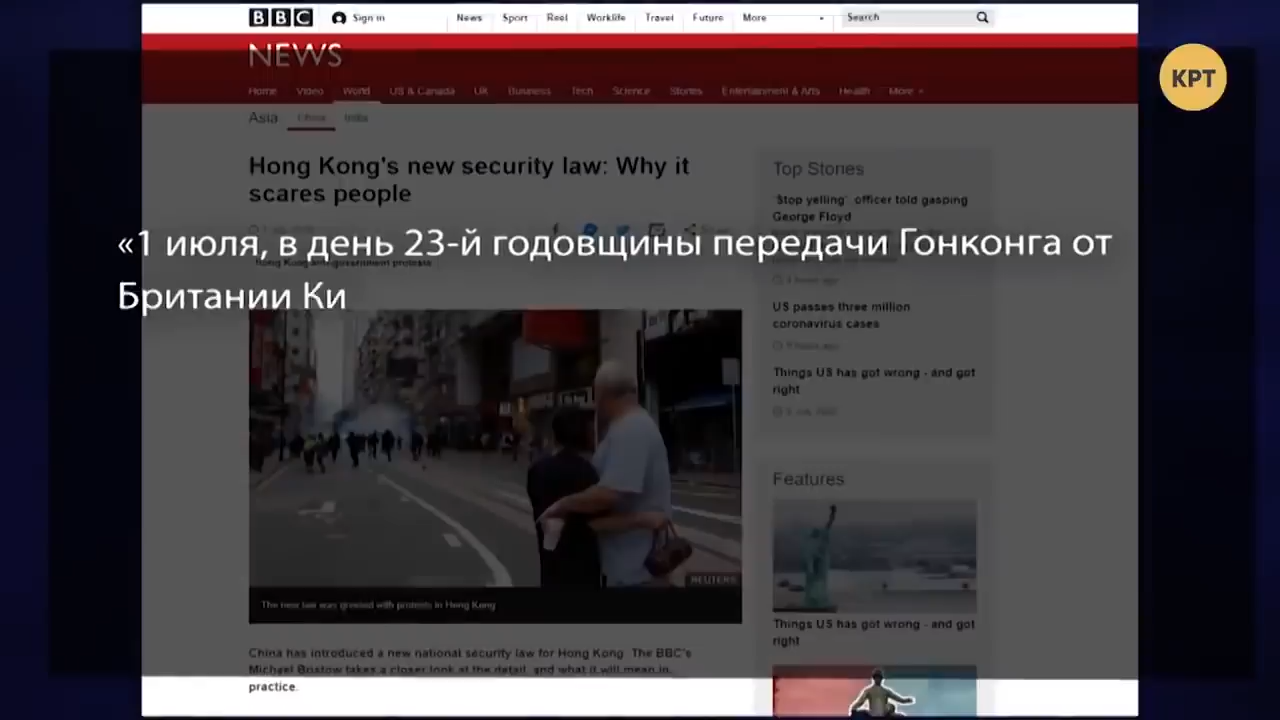 BBC Sign in News Sport Reel Worklife Travel Future More Search
NEWS
КРТ
Home Video World US & Canada UK Business Tech Science Stories Entertainment & Arts Health More
Asia China India
Hong Kong's new security law: Why it
scares people
«1 июля, в день 23-й годовщины передачи Гонконга от
Британии Ки
Hong Kong anti-government protests
REUTERS
The new law was greeted with protests in Hong Kong
China has introduced a new national security law for Hong Kong. The BBC's
Michael Bristow takes a closer look at the detail, and what it will mean in
practice.
Top Stories
'Stop yelling' officer told gasping
George Floyd
US passes three million
coronavirus cases
Things US has got wrong - and got
right
Features
Things US has got wrong - and got
right